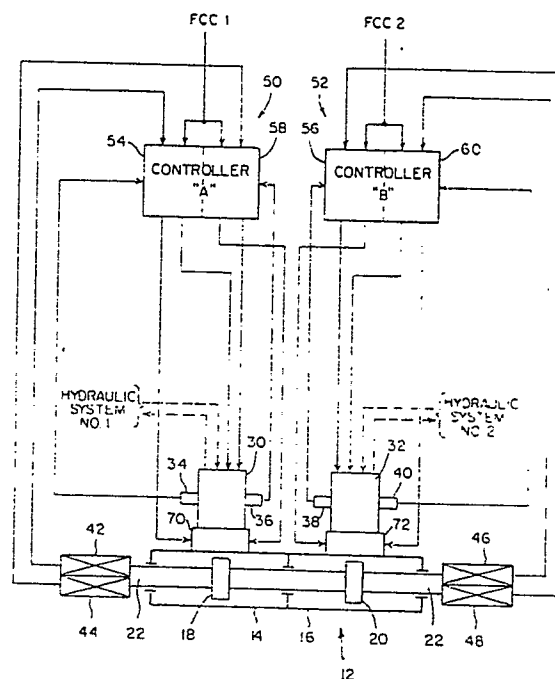 FCC 1
FCC 2
50
52
54
58
56
60
CONTROLLER
"A"
CONTROLLER
"B"
HYDRAULIC
SYSTEM
NO. 1
HYDRAULIC
SYSTEM
NO. 2
30
32
34
36
38
40
70
72
42
46
44
22
18
14
16
20
22
48
12